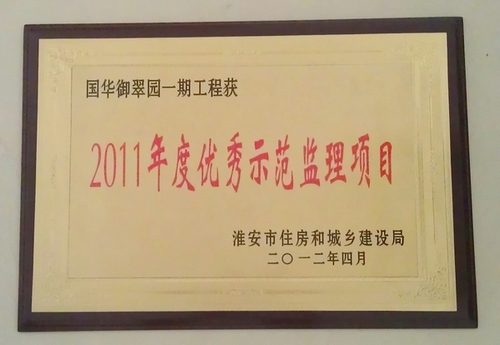 国华御翠园一期工程获
2011年度优秀示范监理项目
淮安市住房和城乡建设局
二〇一二年四月